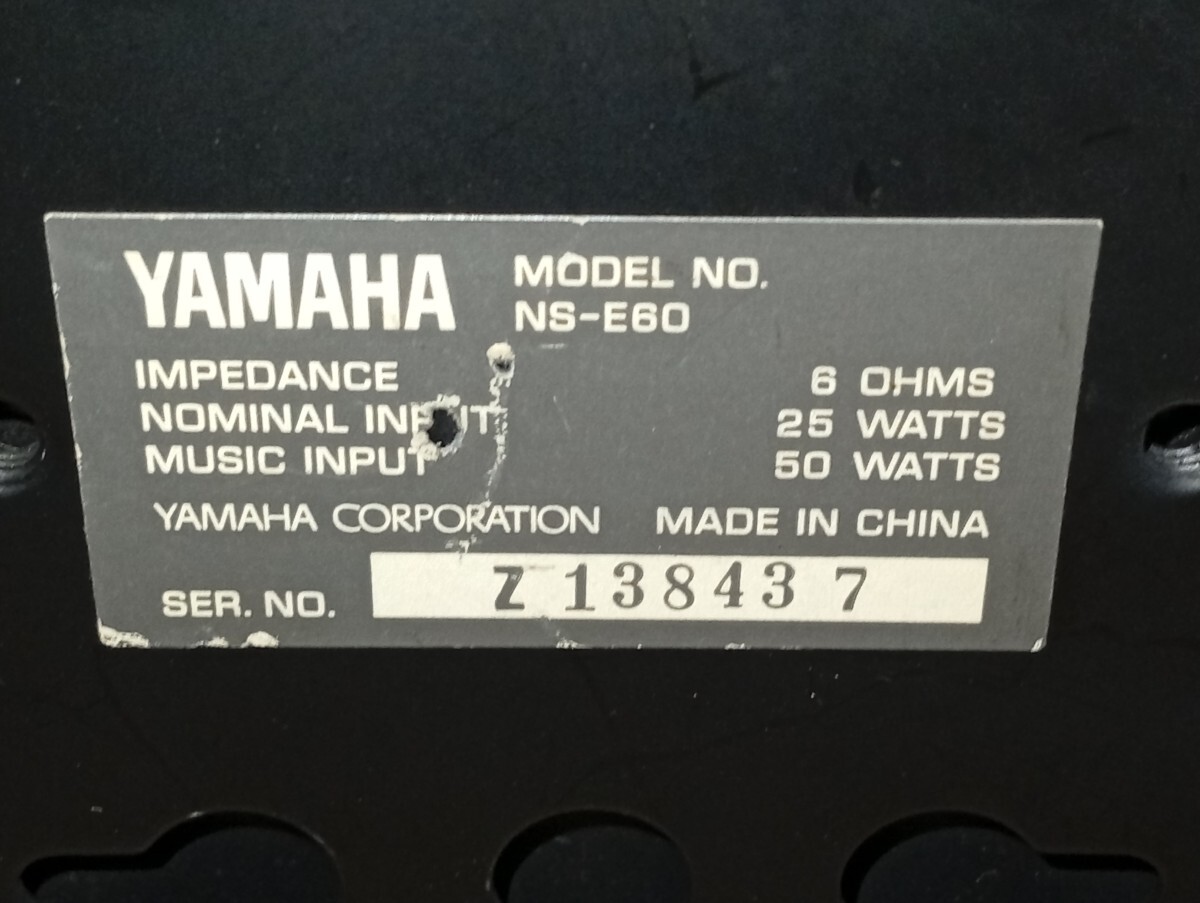 YAMAHA MODEL NO.
NS-E60
IMPEDANCE 6 OHMS
NOMINAL INPUT 25 WATTS
MUSIC INPUT 50 WATTS
YAMAHA CORPORATION MADE IN CHINA
SER. NO. Z 13843 7